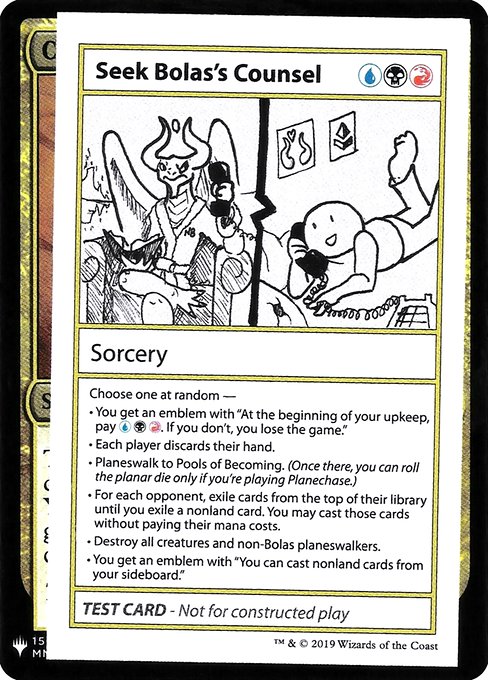 Seek Bolas's Counsel
NB
Sorcery
Choose one at random —
• You get an emblem with "At the beginning of your upkeep,
pay. If you don't, you lose the game."
• Each player discards their hand.
• Planeswalk to Pools of Becoming. (Once there, you can roll
the planar die only if you're playing Planechase.)
• For each opponent, exile cards from the top of their library
until you exile a nonland card. You may cast those cards
without paying their mana costs.
• Destroy all creatures and non-Bolas planeswalkers.
• You get an emblem with "You can cast nonland cards from
your sideboard."
TEST CARD - Not for constructed play
™ & © 2019 Wizards of the Coast